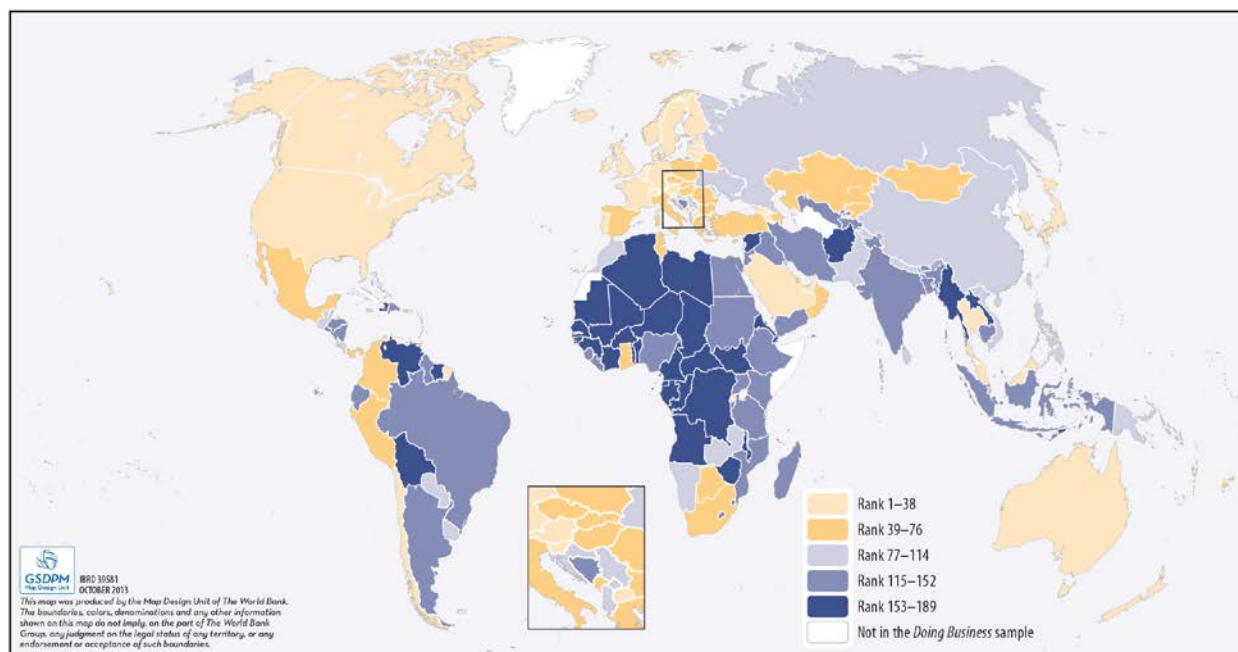 Rank 1–38
Rank 39–76
Rank 77–114
Rank 115–152
Rank 153–189
Not in the Doing Business sample
GSDPM
Map Design Unit
IBRD 39581
OCTOBER 2013
This map was produced by the Map Design Unit of The World Bank.
The boundaries, colors, denominations and any other information
shown on this map do not imply, on the part of The World Bank
Group, any judgment on the legal status of any territory, or any
endorsement or acceptance of such boundaries.